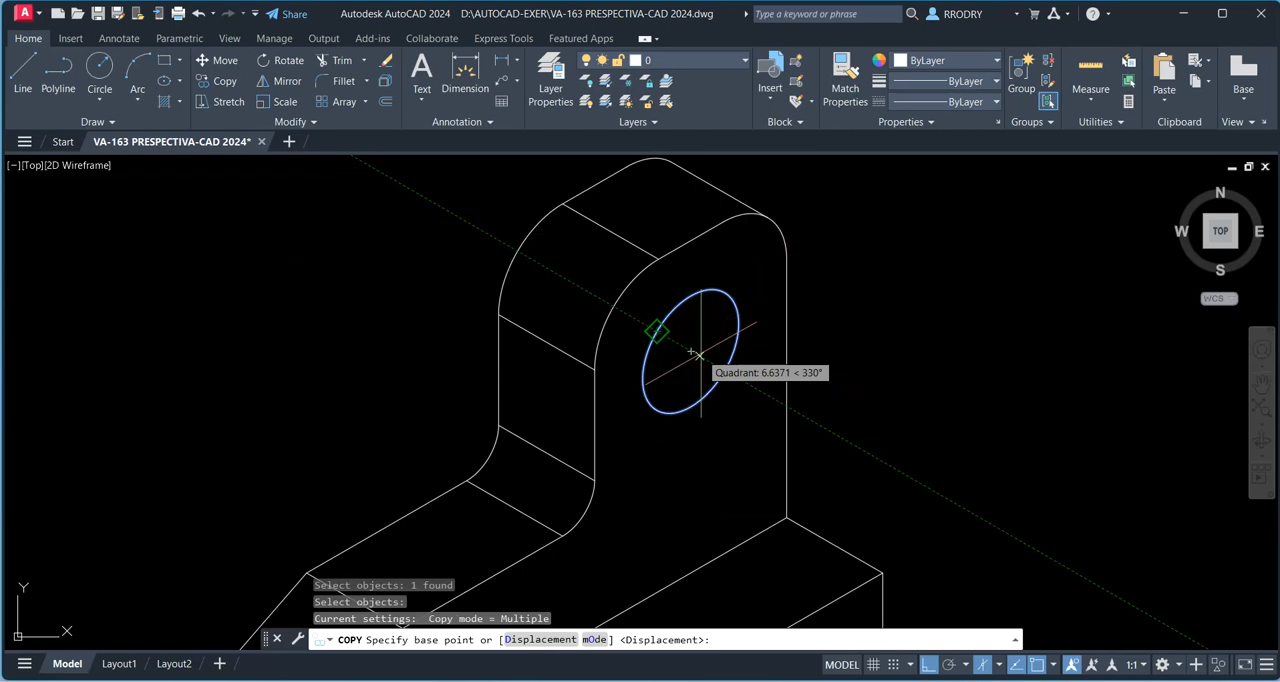 A Share Autodesk AutoCAD 2024 D:\AUTOCAD-EXER\VA-163 PRESPECTIVA-CAD 2024.dwg Type a keyword or phrase RRODRY
Home Insert Annotate Parametric View Manage Output Add-ins Collaborate Express Tools Featured Apps
Line Polyline Circle Arc
Draw
Move Rotate Trim
Copy Mirror Fillet
Stretch Scale Array
Modify
A Text Dimension
Annotation
Layer Properties 0
Layers
Insert
Block
Match Properties ByLayer
ByLayer
ByLayer
Properties
Group
Groups
Measure
Utilities
Paste
Clipboard
Base
View
Start VA-163 PRESPECTIVA-CAD 2024*
[−][Top][2D Wireframe]
N
W TOP E
S
WCS
Quadrant: 6.6371 < 330°
Select objects: 1 found
Select objects:
Current settings: Copy mode = Multiple
COPY Specify base point or [Displacement mOde] <Displacement>:
Y
X
Model Layout1 Layout2 MODEL 1:1